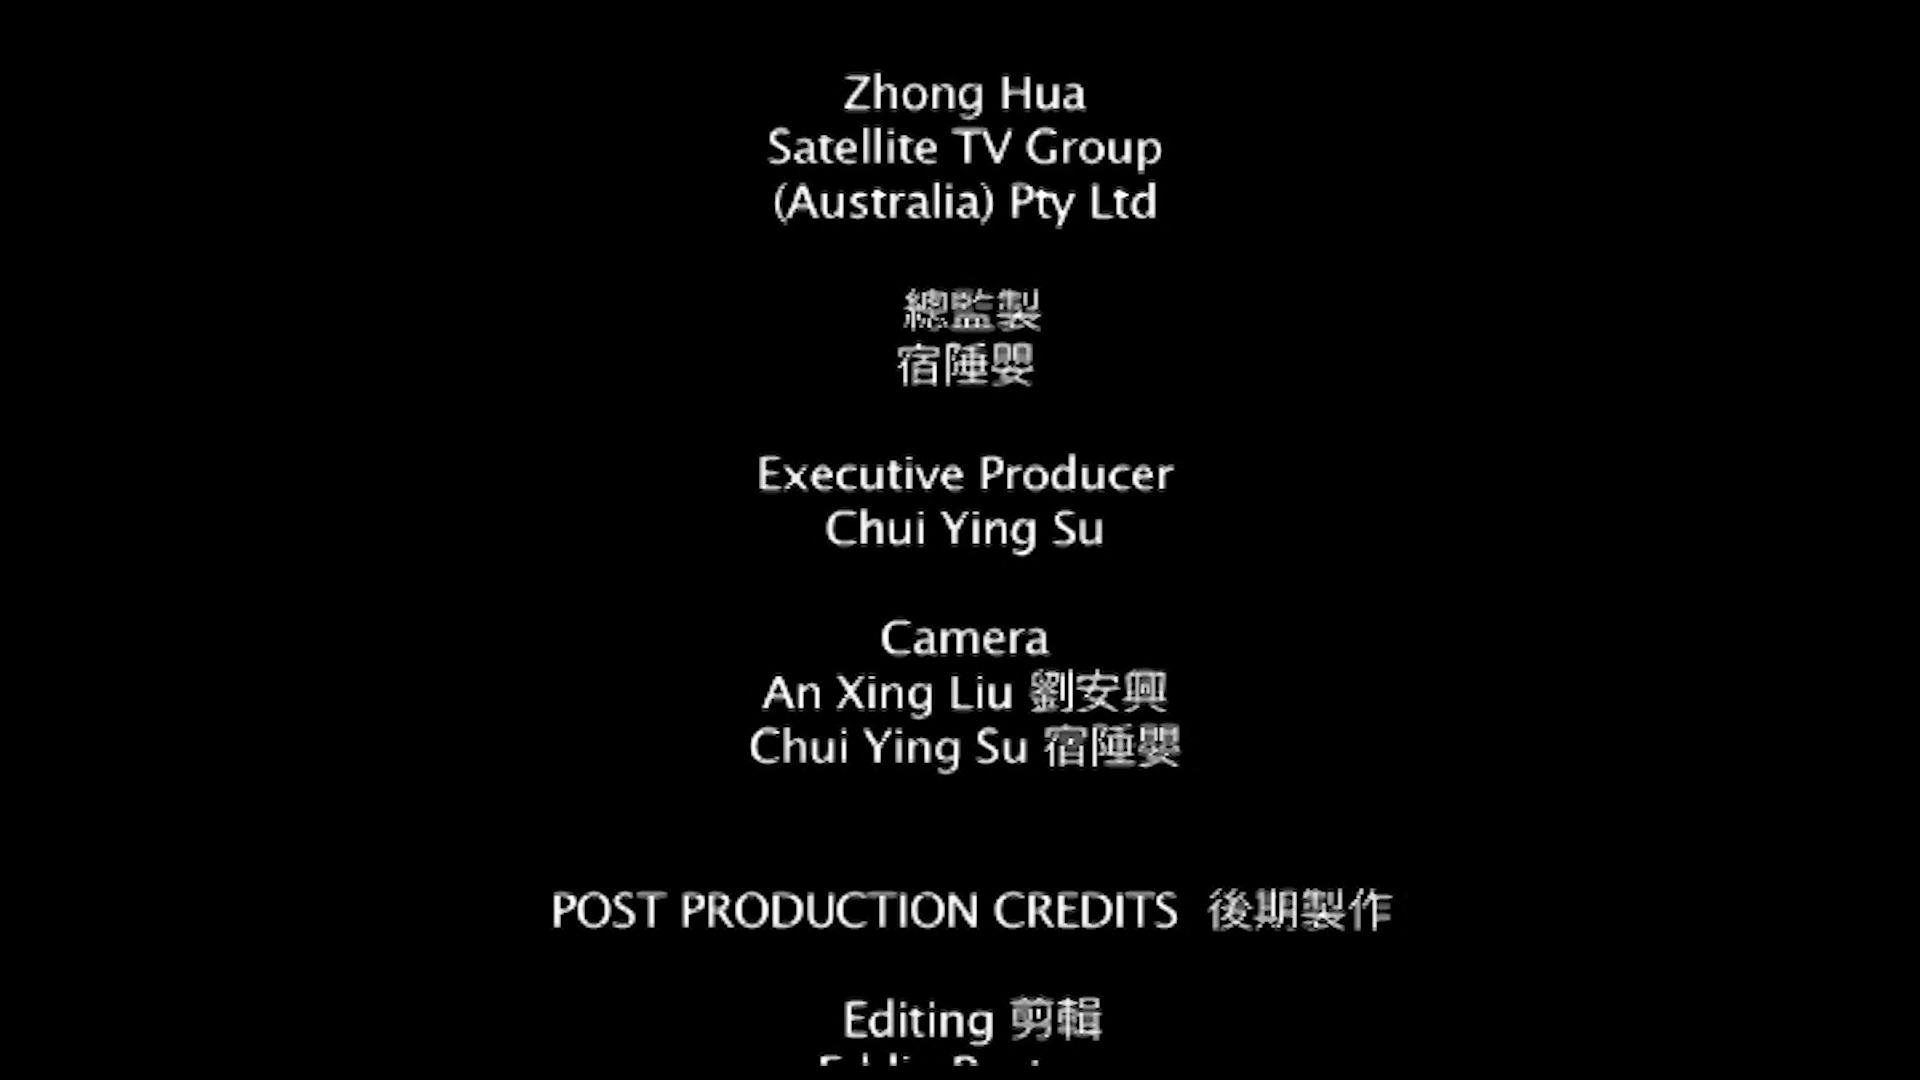 Zhong Hua
Satellite TV Group
(Australia) Pty Ltd
總監製
宿陲嬰
Executive Producer
Chui Ying Su
Camera
An Xing Liu 劉安興
Chui Ying Su 宿陲嬰
POST PRODUCTION CREDITS 後期製作
Editing 剪輯